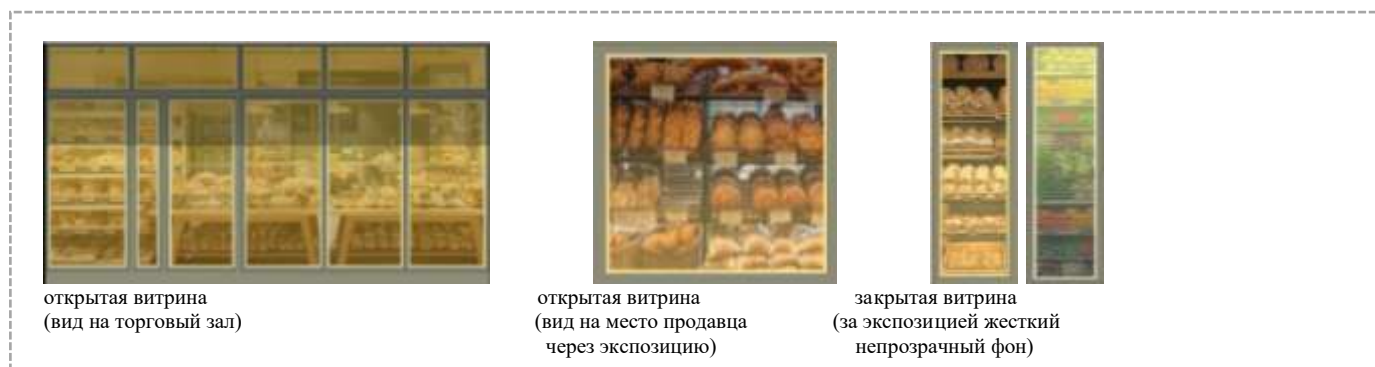 открытая витрина
(вид на торговый зал)
открытая витрина
(вид на место продавца
через экспозицию)
закрытая витрина
(за экспозицией жесткий
непрозрачный фон)